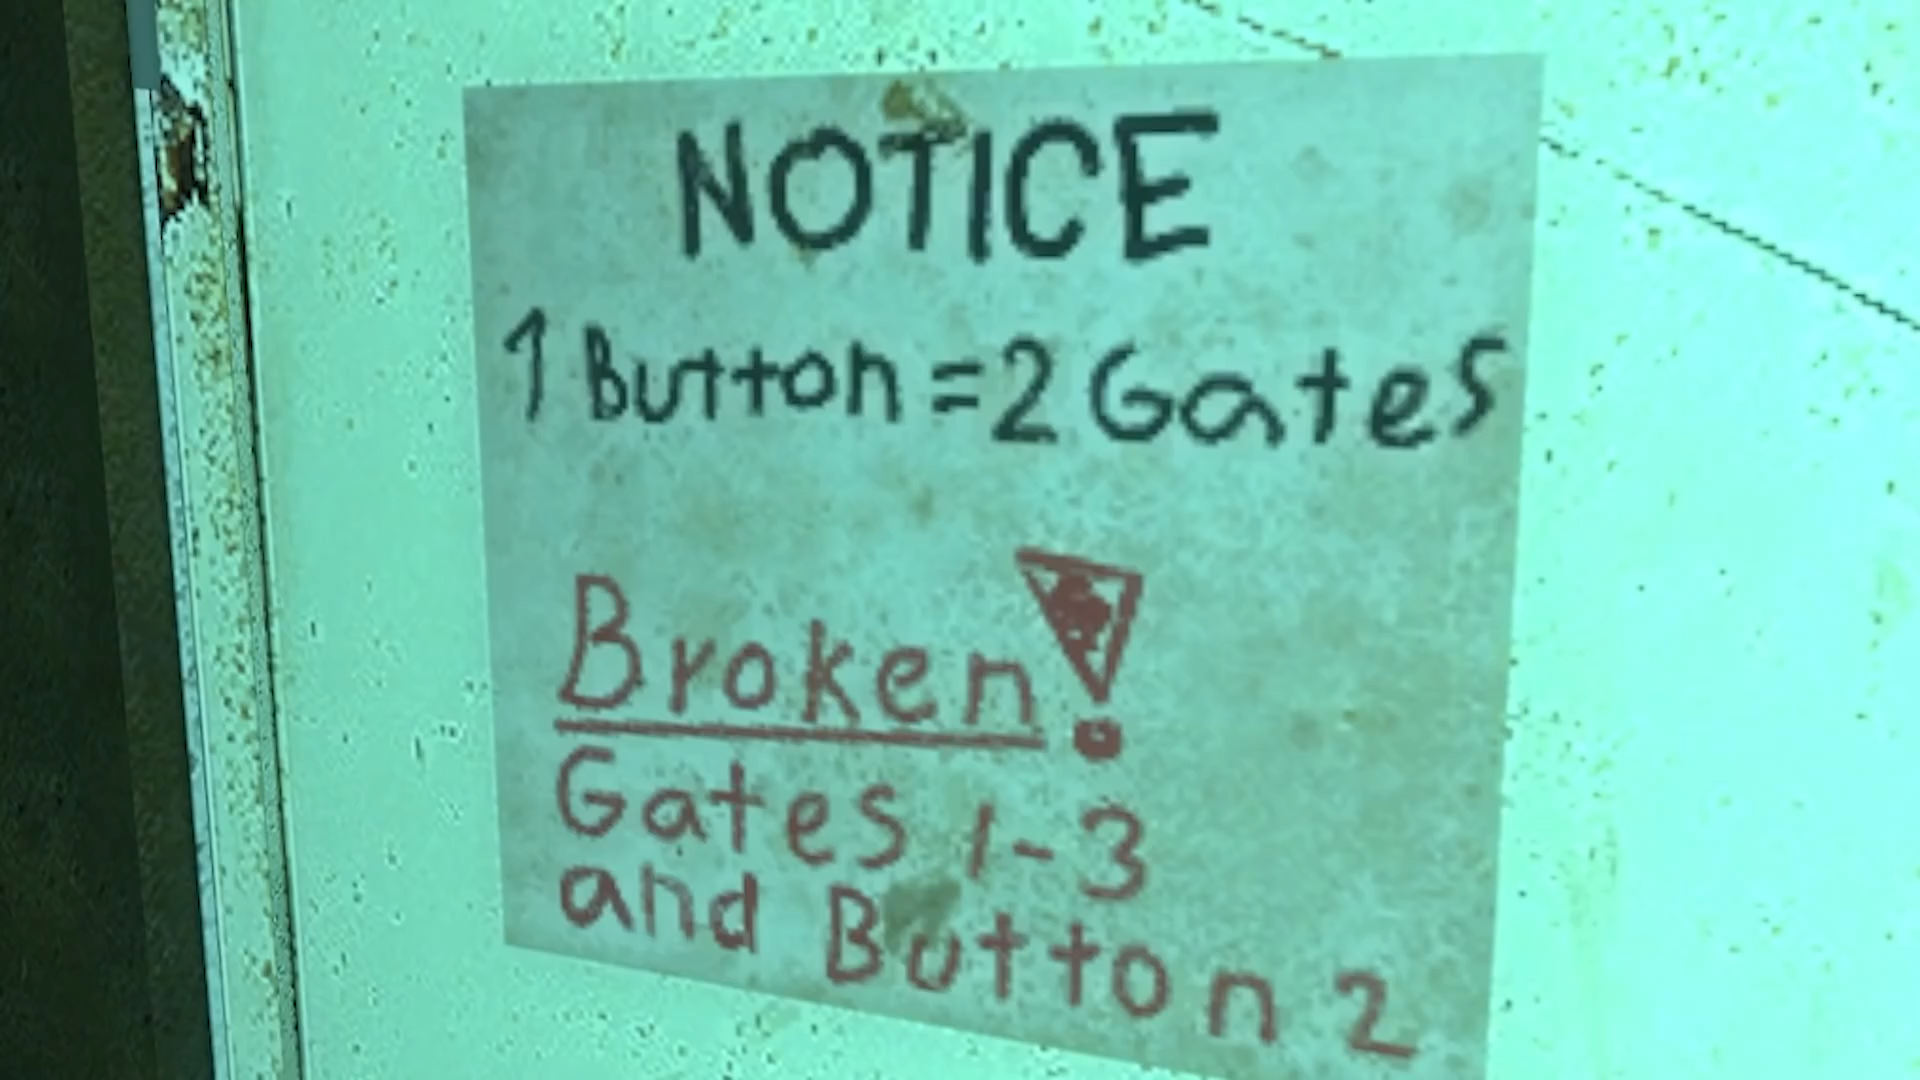 NOTICE
1 Button = 2 Gates
Broken!
Gates 1-3
and Button 2